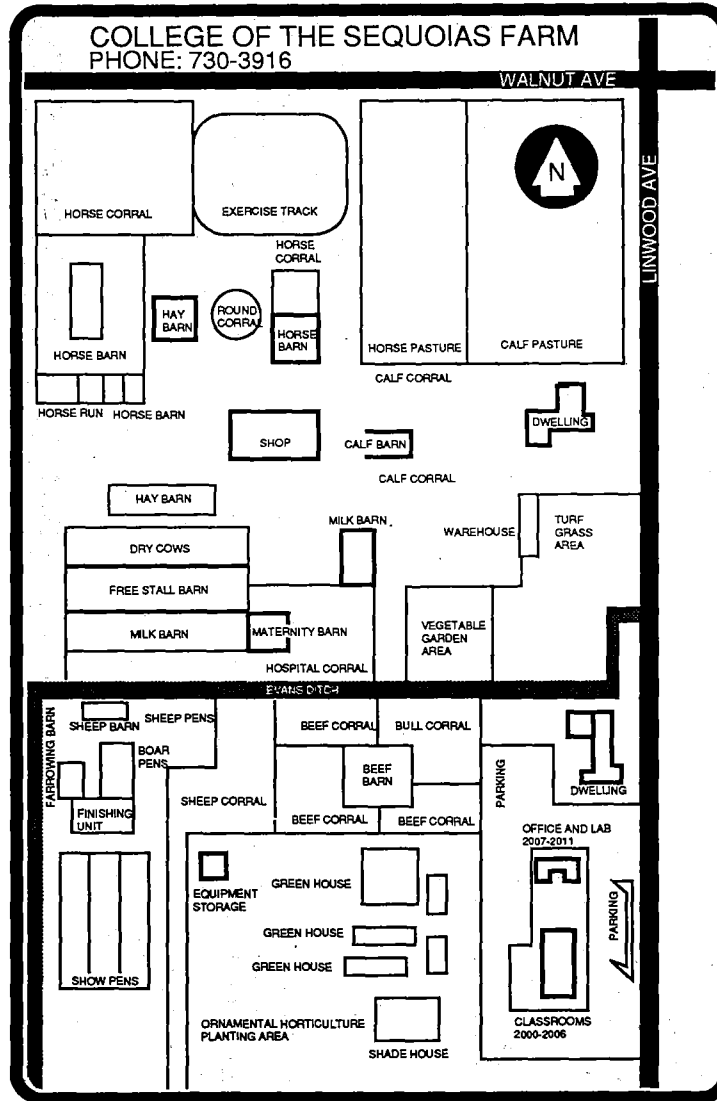 COLLEGE OF THE SEQUOIAS FARM
PHONE: 730-3916
WALNUT AVE
LINWOOD AVE
N
HORSE CORRAL
EXERCISE TRACK
HORSE
CORRAL
HAY
BARN
ROUND
CORRAL
HORSE
BARN
HORSE BARN
HORSE PASTURE
CALF PASTURE
CALF CORRAL
HORSE RUN
HORSE BARN
SHOP
CALF BARN
DWELLING
CALF CORRAL
HAY BARN
MILK BARN
WAREHOUSE
TURF
GRASS
AREA
DRY COWS
FREE STALL BARN
MILK BARN
MATERNITY BARN
VEGETABLE
GARDEN
AREA
HOSPITAL CORRAL
EVANS DITCH
FARROWING BARN
SHEEP BARN
SHEEP PENS
BEEF CORRAL
BULL CORRAL
BOAR
PENS
BEEF
BARN
PARKING
DWELLING
FINISHING
UNIT
SHEEP CORRAL
BEEF CORRAL
BEEF CORRAL
OFFICE AND LAB
2007-2011
EQUIPMENT
STORAGE
GREEN HOUSE
PARKING
GREEN HOUSE
GREEN HOUSE
SHOW PENS
ORNAMENTAL HORTICULTURE
PLANTING AREA
SHADE HOUSE
CLASSROOMS
2000-2006